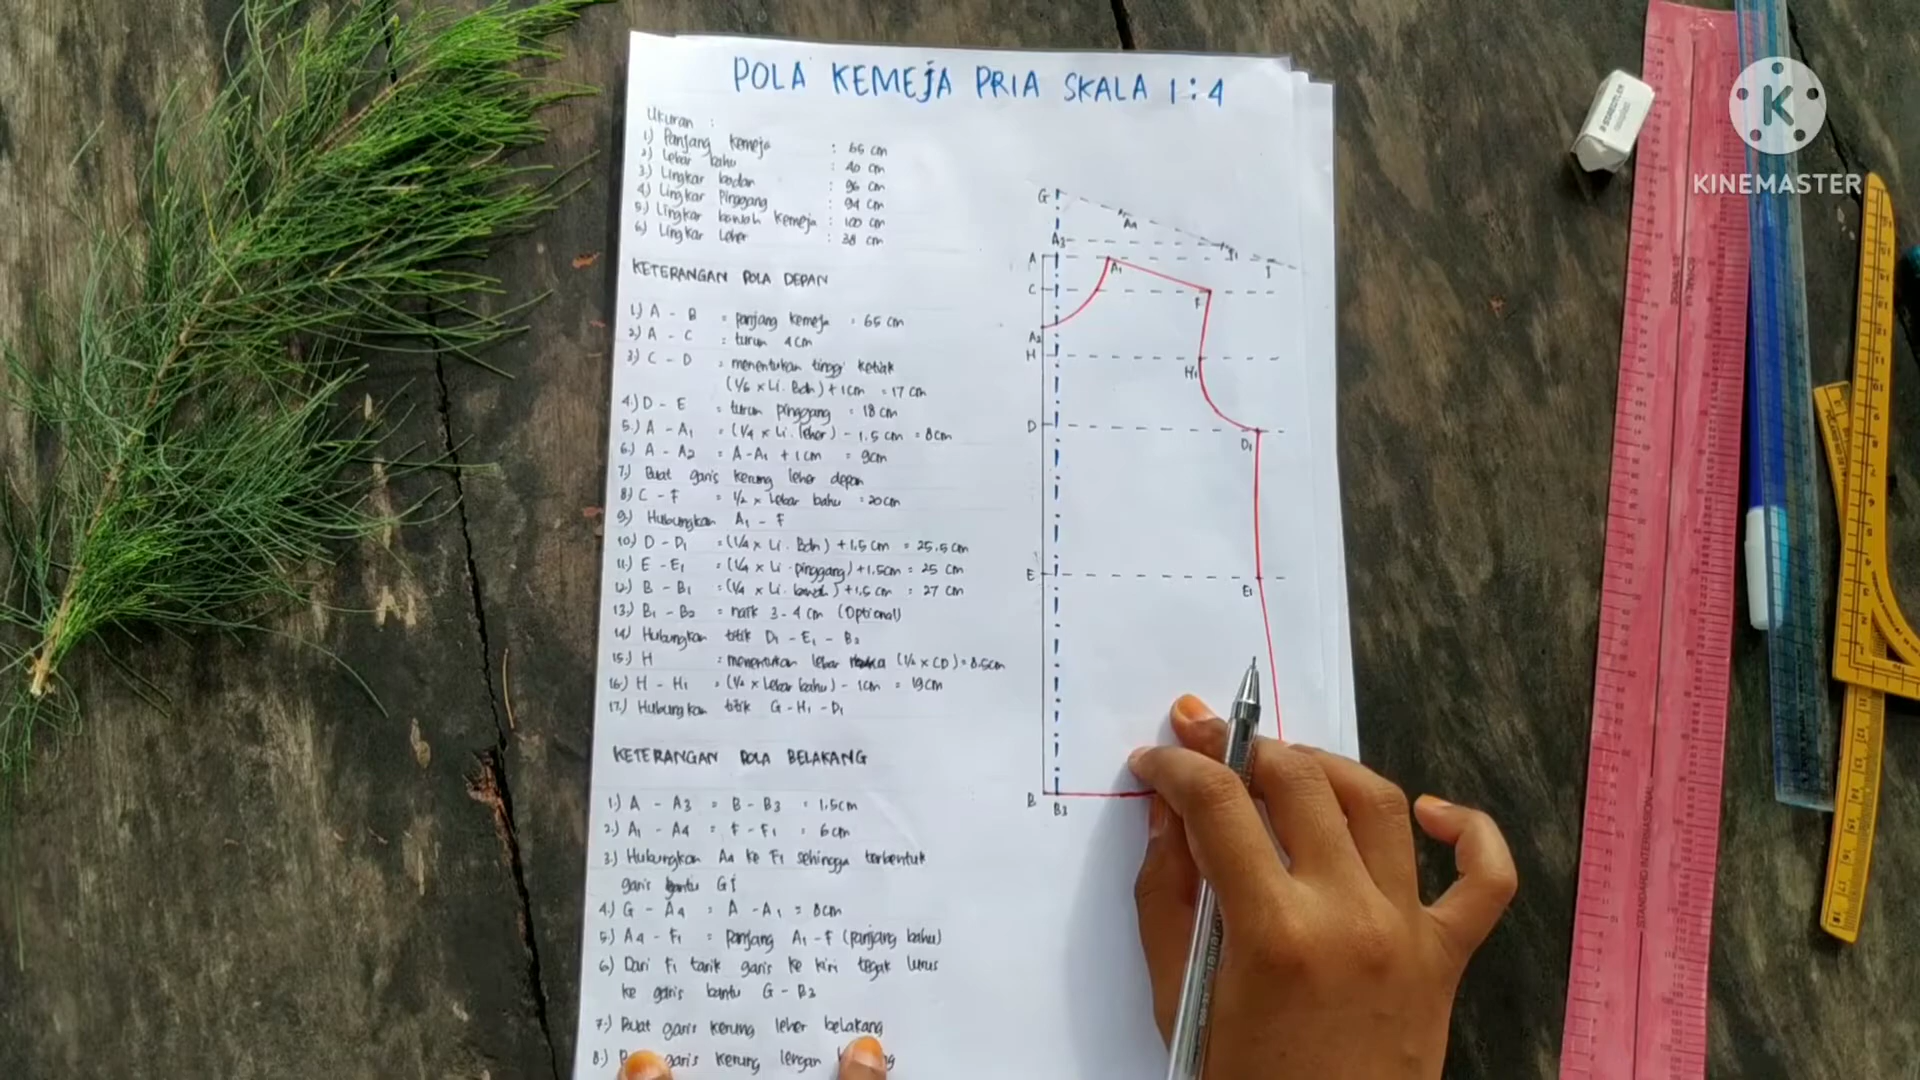 POLA KEMEJA PRIA SKALA 1:4
Ukuran :
1.) Panjang kemeja : 65 cm
2.) Lebar bahu : 40 cm
3.) Lingkar badan : 96 cm
4.) Lingkar Pinggang : 94 cm
5.) Lingkar bawah kemeja : 100 cm
6.) Lingkar Leher : 38 cm
KETERANGAN POLA DEPAN
1.) A - B = panjang kemeja = 65 cm
2.) A - C = turun 4 cm
3.) C - D = menentukan tinggi ketiak
(1/6 x Li. Bdn) + 1 cm = 17 cm
4.) D - E = turun pinggang = 18 cm
5.) A - A1 = (1/4 x Li. leher) - 1.5 cm = 8 cm
6.) A - A2 = A-A1 + 1 cm = 9cm
7.) Buat garis kerung leher depan
8.) C - F = 1/2 x Lebar bahu = 20 cm
9.) Hubungkan A1 - F
10.) D - D1 = (1/4 x Li. Bdn) + 1.5 cm = 25.5 cm
11.) E - E1 = (1/4 x Li. pinggang) + 1.5cm = 25 cm
12.) B - B1 = (1/4 x Li. bawah) + 1.5 cm = 27 cm
13.) B1 - B2 = naik 3-4 cm (Optional)
14.) Hubungkan titik D1 - E1 - B2
15.) H = menentukan lebar muka (1/2 x CD) = 8.5cm
16.) H - H1 = (1/2 x Lebar bahu) - 1cm = 19 cm
17.) Hubungkan titik G - H1 - D1
KETERANGAN POLA BELAKANG
1.) A - A3 = B - B3 = 1.5cm
2.) A1 - A4 = F - F1 = 6 cm
3.) Hubungkan A4 ke F1 sehingga terbentuk
garis bantu GI
4.) G - A4 = A - A1 = 8cm
5.) A4 - F1 = Panjang A1 - F (panjang bahu)
6.) Dari F1 tarik garis ke kiri tegak lurus
ke garis bantu G - B3
7.) Buat garis kerung leher belakang
8.) garis kerung lengan
G
A4
A3
F1
I
A
A1
C
F
A2
H
H1
D
D1
E
E1
B
B3
K
KINEMASTER
STAEDTLER
STANDARD INTERNASIONAL